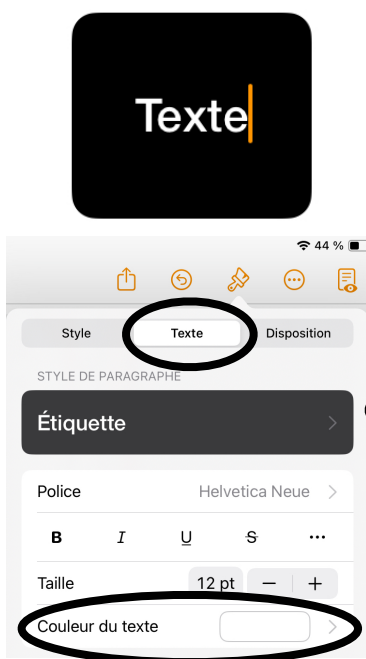 Texte
44 %
Style Texte Disposition
STYLE DE PARAGRAPHE
Étiquette
Police Helvetica Neue
B I U S ...
Taille 12 pt − +
Couleur du texte